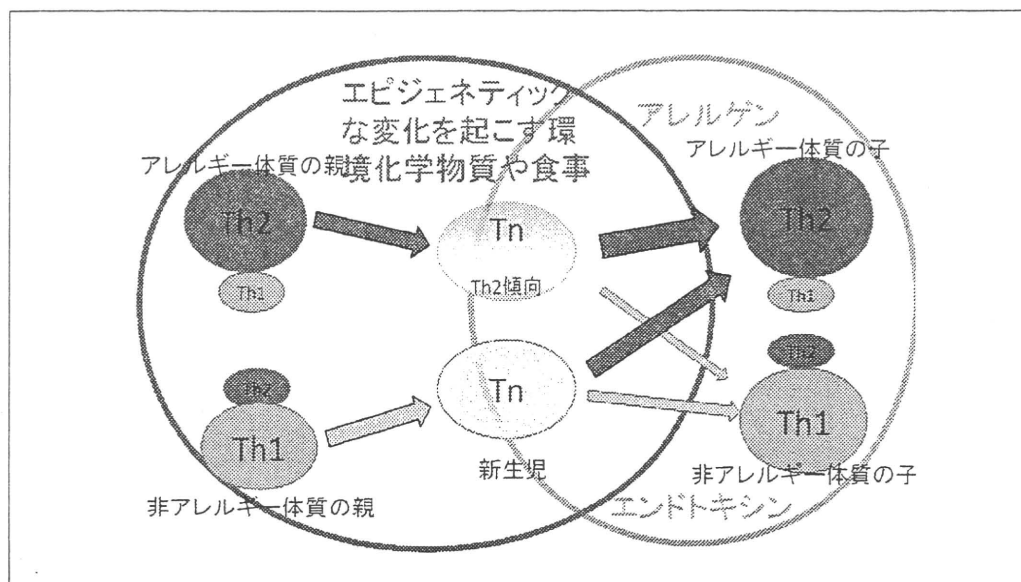 エピジェネティック
な変化を起こす環
境化学物質や食事
アレルゲン
アレルギー体質の親
アレルギー体質の子
Th2
Th1
Tn
Th2傾向
Th2
Th1
Th2
Th1
Tn
新生児
Th2
Th1
非アレルギー体質の親
非アレルギー体質の子
エンドトキシン